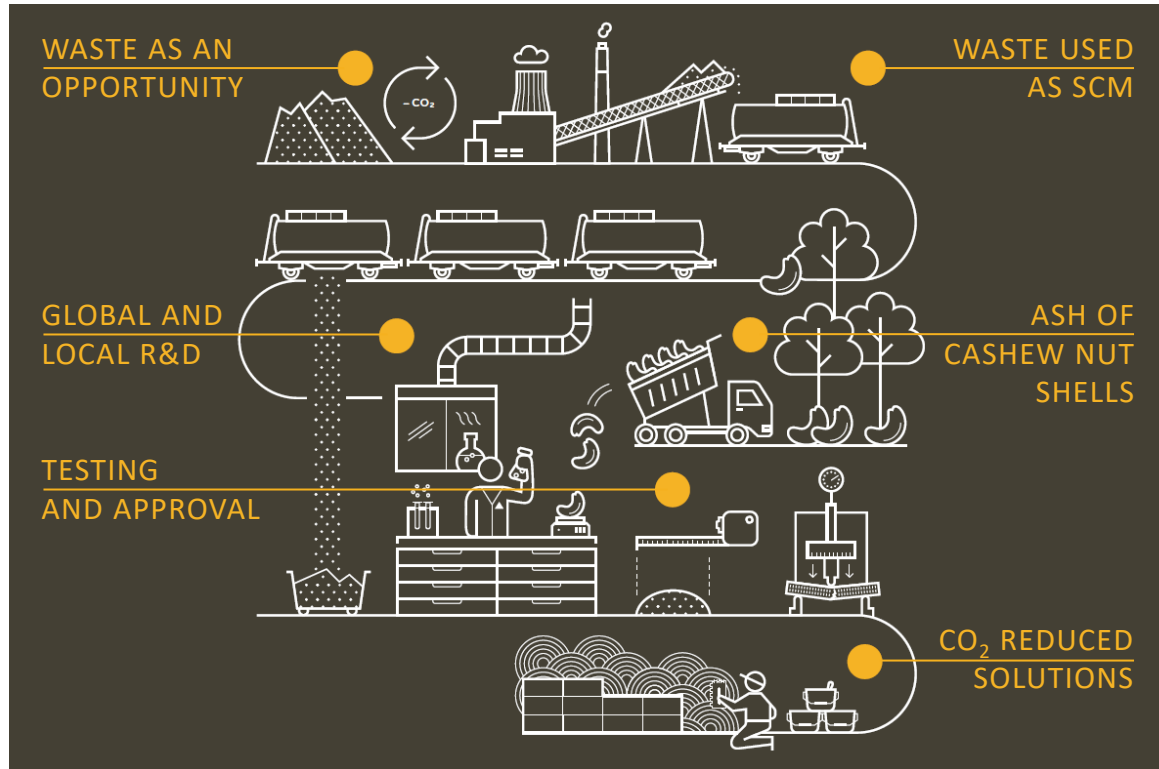 WASTE AS AN
OPPORTUNITY
–CO₂
WASTE USED
AS SCM
GLOBAL AND
LOCAL R&D
ASH OF
CASHEW NUT
SHELLS
TESTING
AND APPROVAL
CO₂ REDUCED
SOLUTIONS